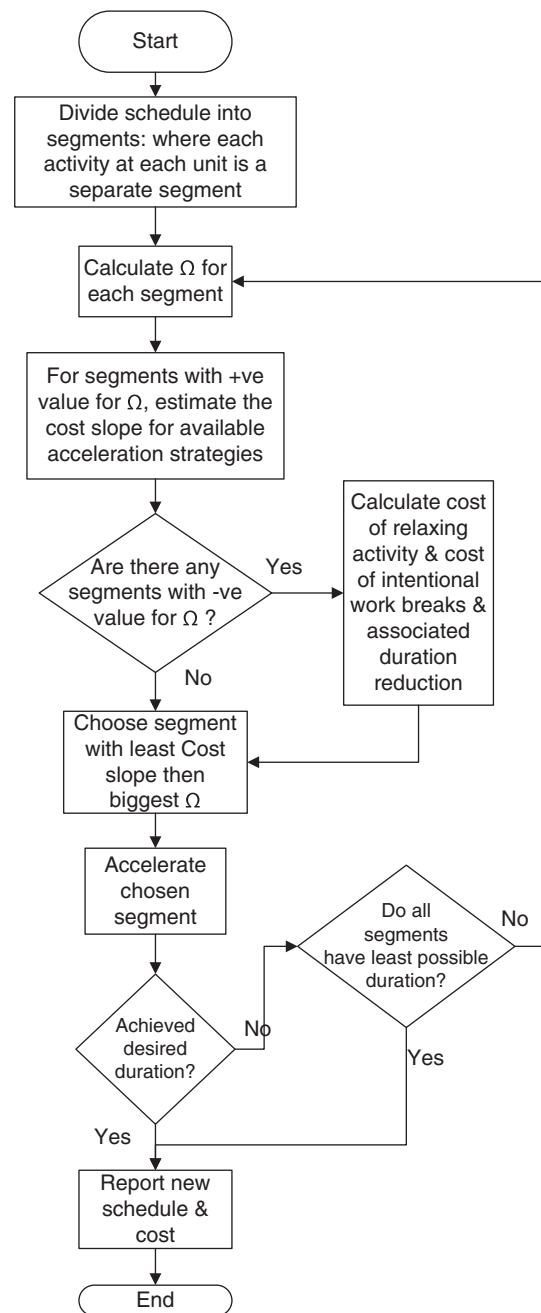 Start
Divide schedule into
segments: where each
activity at each unit is a
separate segment
Calculate Ω for
each segment
For segments with +ve
value for Ω, estimate the
cost slope for available
acceleration strategies
Are there any
segments with -ve
value for Ω ?
Yes
Calculate cost
of relaxing
activity & cost
of intentional
work breaks &
associated
duration
reduction
No
Choose segment
with least Cost
slope then
biggest Ω
Accelerate
chosen
segment
Do all
segments
have least possible
duration?
No
Achieved
desired
duration?
No
Yes
Yes
Report new
schedule &
cost
End